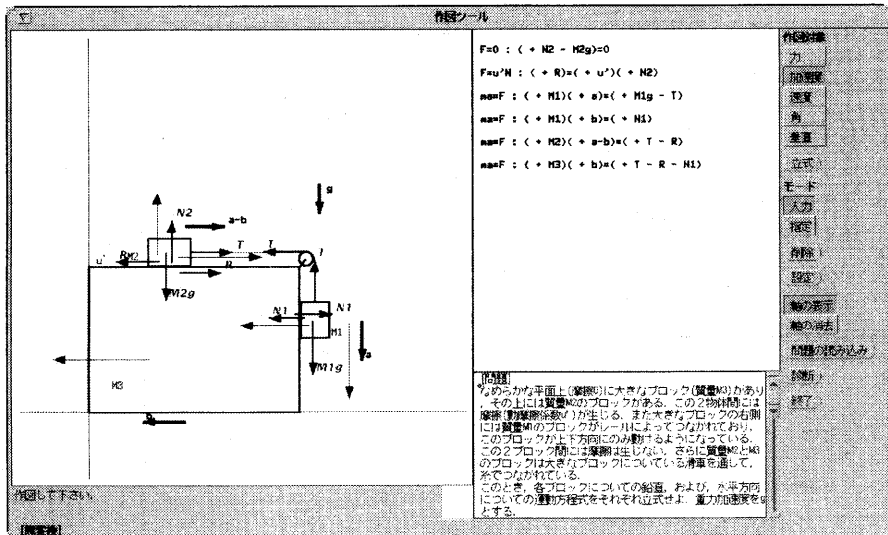 作図ツール
F=0 : ( + N2 - M2g)=0
F=u'N : ( + R)=( + u')( + N2)
ma=F : ( + M1)( + a)=( + M1g - T)
ma=F : ( + M1)( + b)=( + N1)
ma=F : ( + M2)( + a-b)=( + T - R)
ma=F : ( + M3)( + b)=( + T - R - N1)
作図対象
力
加速度
速度
角
垂直
立式
モード
入力
指定
削除
設定
軸の表示
軸の消去
問題の読み込み
診断
終了
g
N2
a-b
T
T
u'
R
M2
R
M2g
N1
N1
M1
M1g
a
M3
問題
なめらかな平面上(摩擦0)に大きなブロック(質量M3)があり
、その上には質量M2のブロックがある。この2物体間には
摩擦(動摩擦係数u')が生じる。また大きなブロックの右側
には質量M1のブロックがレールによってつながれており、
このブロックが上下方向にのみ動けるようになっている。
この2ブロック間には摩擦は生じない。さらに質量M2とM3
のブロックは大きなブロックについている滑車を通して、
糸でつながれている。
このとき、各ブロックについての鉛直、および、水平方向
についての運動方程式をそれぞれ立式せよ。重力加速度をg
とする。
作図して下さい。